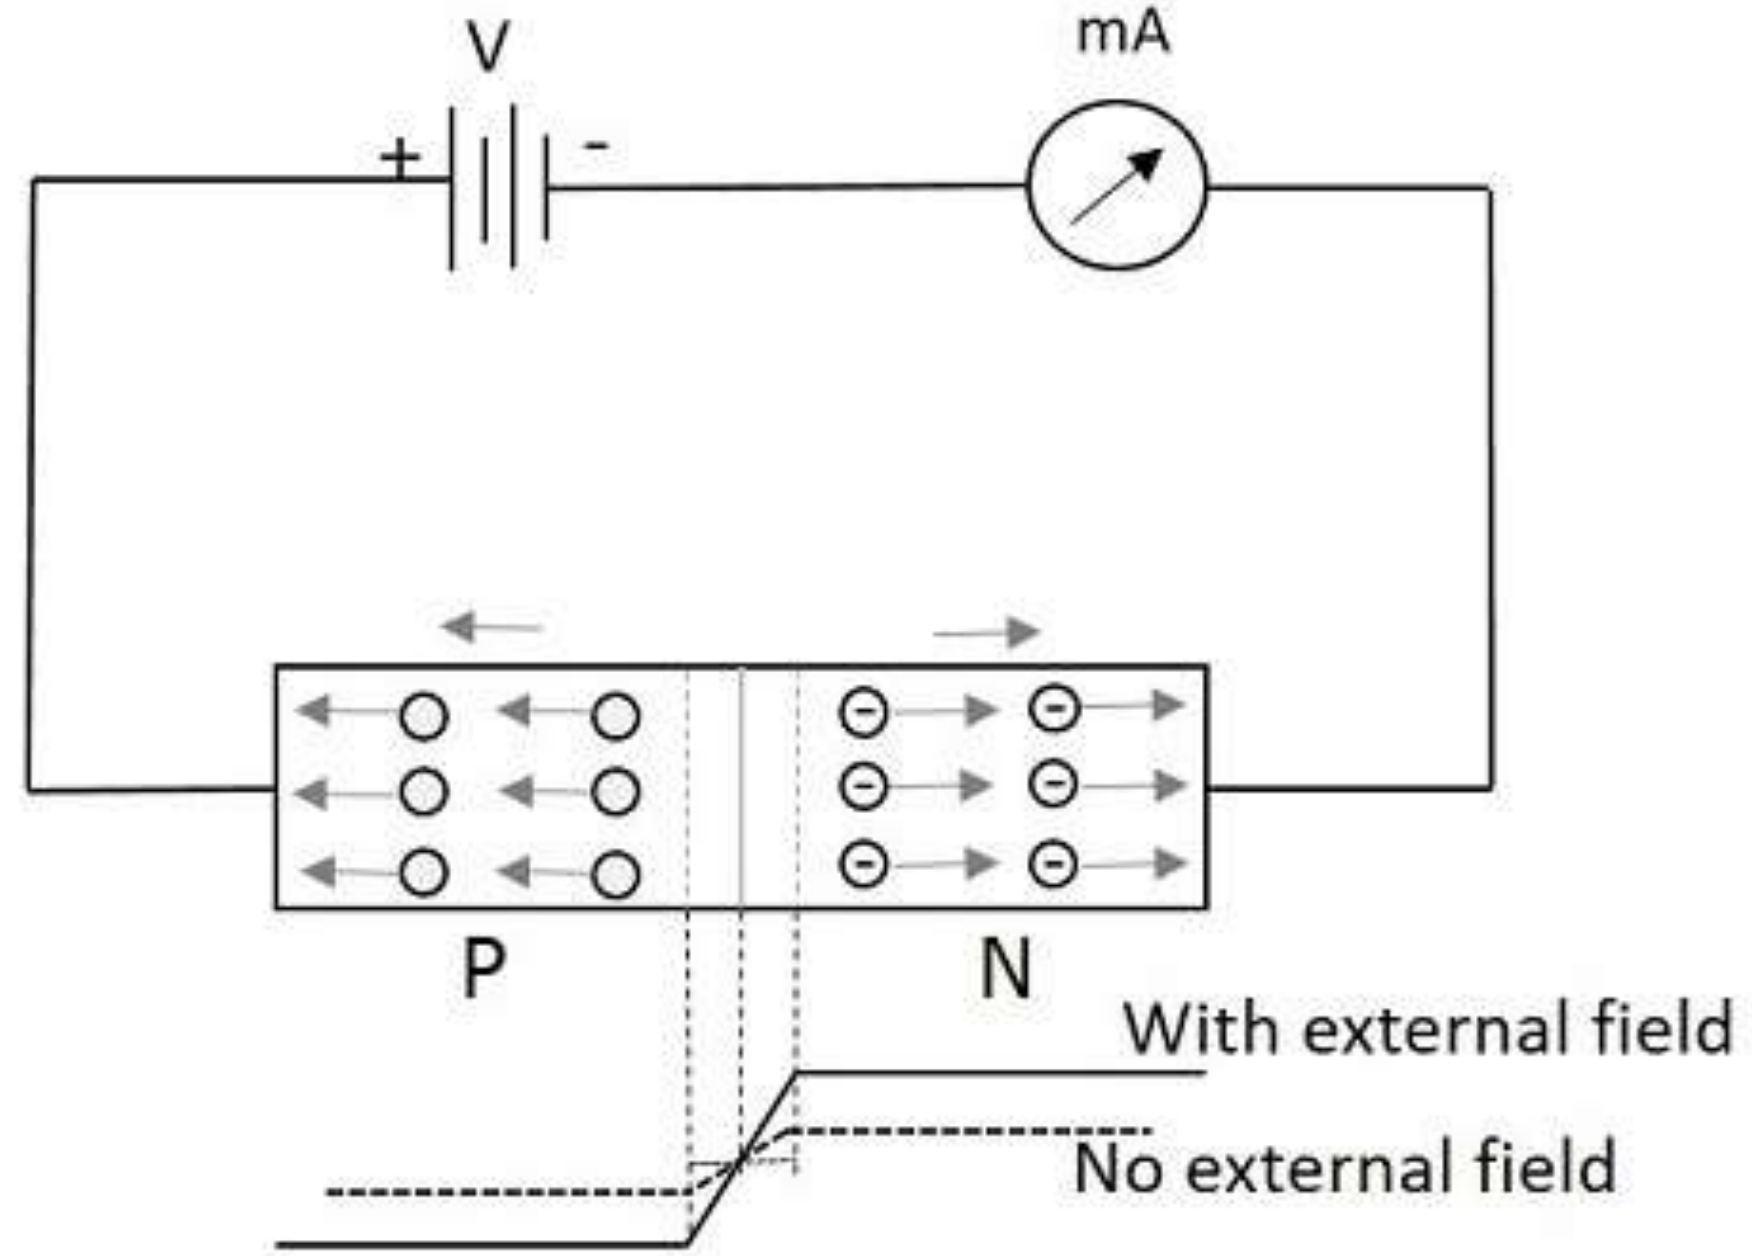 V
mA
+ -
- -
- -
- -
P
N
With external field
No external field